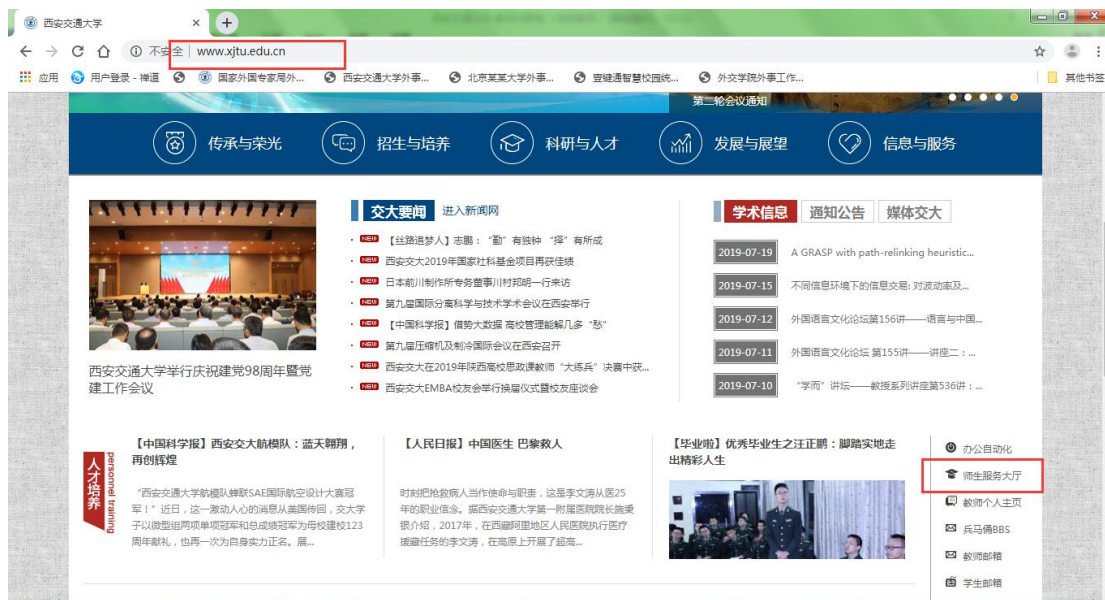 西安交通大学
不安全 | www.xjtu.edu.cn
应用 用户登录 - 禅道 国家外国专家局外... 西安交通大学外事... 北京某某大学外事... 壹键通智慧校园统... 外交学院外事工作... 其他书签
第二轮会议通知
传承与荣光 招生与培养 科研与人才 发展与展望 信息与服务
交大要闻 进入新闻网
NEW 【丝路追梦人】志鹏：“勤”有独钟 “择”有所成
NEW 西安交大2019年国家社科基金项目再获佳绩
NEW 日本前川制作所专务董事川村邦明一行来访
NEW 第九届国际分离科学与技术学术会议在西安举行
NEW 【中国科学报】借势大数据 高校管理能解几多“愁”
NEW 第九届压缩机及制冷国际会议在西安召开
NEW 西安交大在2019年陕西高校思政课教师“大练兵”决赛中获...
NEW 西安交大EMBA校友会举行换届仪式暨校友座谈会
学术信息 通知公告 媒体交大
2019-07-19 A GRASP with path-relinking heuristic...
2019-07-15 不同信息环境下的信息交易: 对波动率及...
2019-07-12 外国语言文化论坛第156讲——语言与中国...
2019-07-11 外国语言文化论坛 第155讲——讲座二：...
2019-07-10 “学而”讲坛——教授系列讲座第536讲：...
西安交通大学举行庆祝建党98周年暨党
建工作会议
人才培养
personnel training
【中国科学报】西安交大航模队：蓝天翱翔，
再创辉煌
“西安交通大学航模队蝉联SAE国际航空设计大赛冠
军！”近日，这一激动人心的消息从美国传回，交大学
子以微型组两项单项冠军和总成绩冠军为母校建校123
周年献礼，也再一次为自身实力正名。展...
【人民日报】中国医生 巴黎救人
时刻把抢救病人当作使命与职责，这是李文涛从医25
年的职业信念。据西安交通大学第一附属医院院长施秉
银介绍，2017年，在西藏阿里地区人民医院执行医疗
援藏任务的李文涛，在高原上开展了超高...
【毕业啦】优秀毕业生之汪正鹏：脚踏实地走
出精彩人生
办公自动化
师生服务大厅
教师个人主页
兵马俑BBS
教师邮箱
学生邮箱